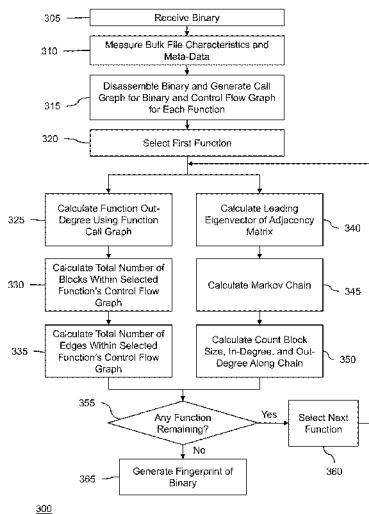 305
Receive Binary
310
Measure Bulk File Characteristics and
Meta-Data
315
Disassemble Binary and Generate Call
Graph for Binary and Control Flow Graph
for Each Function
320
Select First Function
325
Calculate Function Out-
Degree Using Function
Call Graph
Calculate Leading
Eigenvector of Adjacency
Matrix
340
330
Calculate Total Number of
Blocks Within Selected
Function's Control Flow
Graph
Calculate Markov Chain
345
335
Calculate Total Number of
Edges Within Selected
Function's Control Flow
Graph
Calculate Count Block
Size, In-Degree, and Out-
Degree Along Chain
350
355
Any Function
Remaining?
Yes
Select Next
Function
360
No
365
Generate Fingerprint of
Binary
300